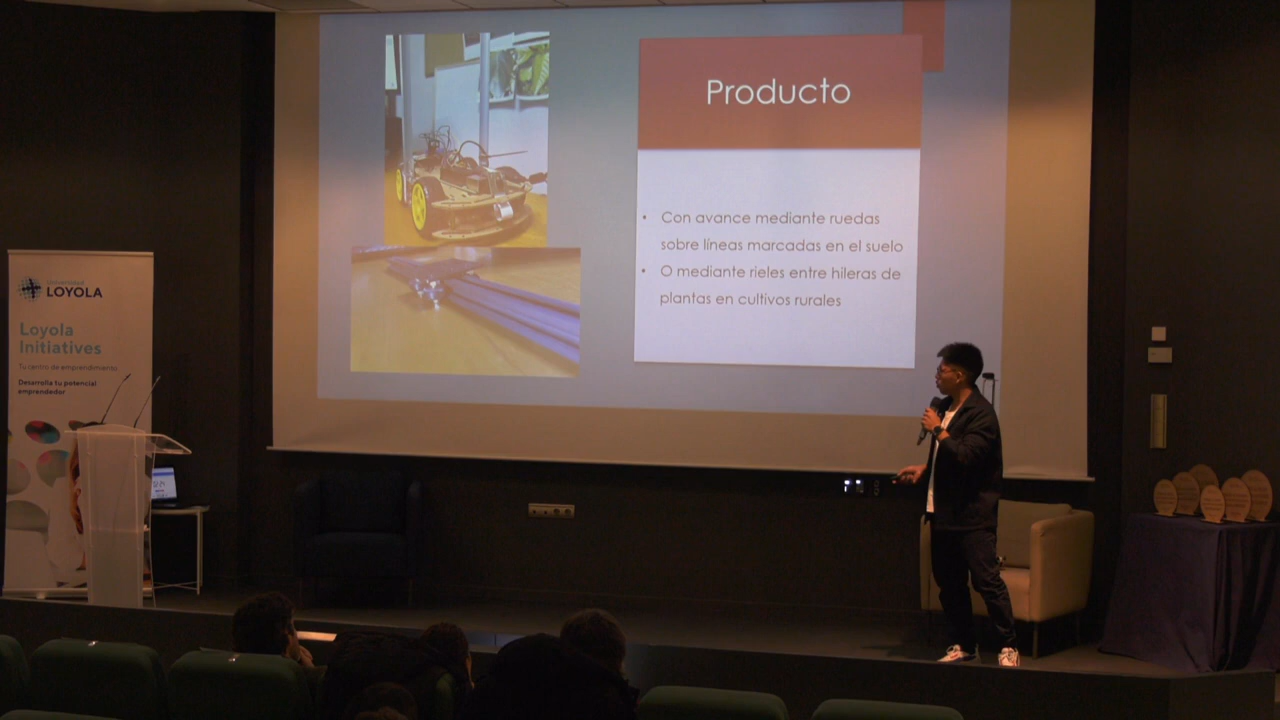 Producto
• Con avance mediante ruedas
sobre líneas marcadas en el suelo
• O mediante rieles entre hileras de
plantas en cultivos rurales
Universidad
LOYOLA
Loyola
Initiatives
Tu centro de emprendimiento
Desarrolla tu potencial
emprendedor